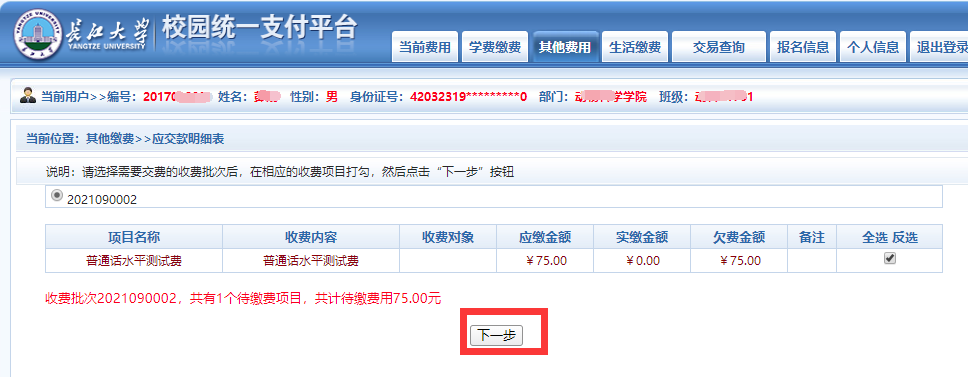 长江大学
YANGTZE UNIVERSITY
校园统一支付平台
当前费用 学费缴费 其他费用 生活缴费 交易查询 报名信息 个人信息 退出登录
当前用户>>编号：2017 姓名： 性别：男 身份证号：42032319*********0 部门： 学学院 班级：
当前位置：其他缴费>>应交款明细表
说明：请选择需要交费的收费批次后，在相应的收费项目打勾，然后点击“下一步”按钮
2021090002
项目名称 收费内容 收费对象 应缴金额 实缴金额 欠费金额 备注 全选 反选
普通话水平测试费 普通话水平测试费 ￥75.00 ￥0.00 ￥75.00
收费批次2021090002，共有1个待缴费项目，共计待缴费用75.00元
下一步